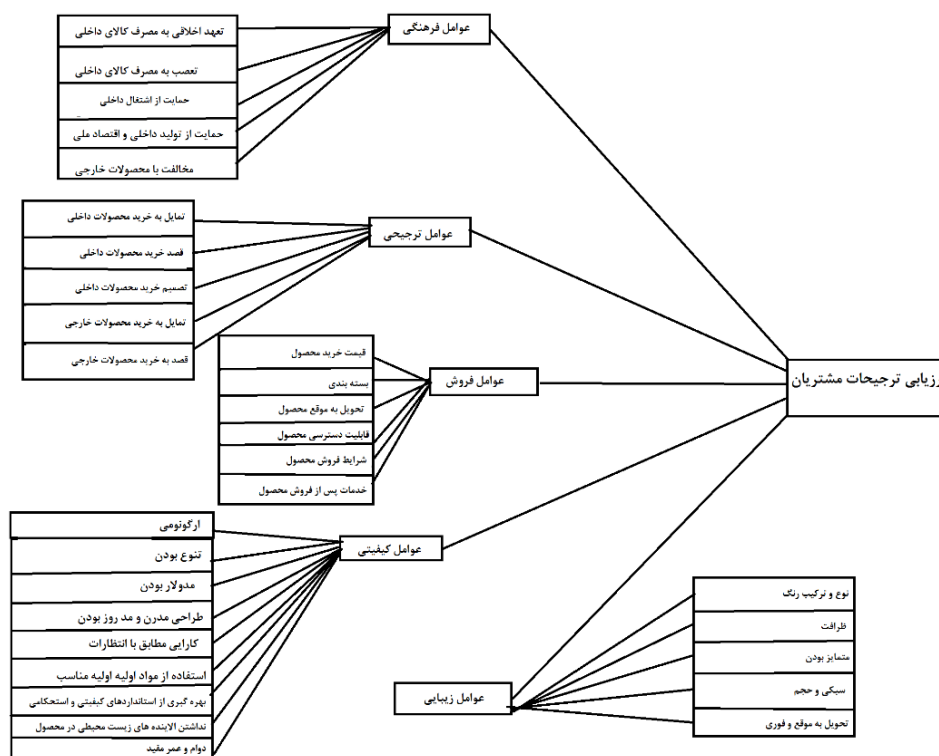 رزیابی ترجیحات مشتریان
عوامل فرهنگی
تعهد اخلاقی به مصرف کالای داخلی
تعصب به مصرف کالای داخلی
حمایت از اشتغال داخلی
حمایت از تولید داخلی و اقتصاد ملی
مخالفت با محصولات خارجی
عوامل ترجیحی
تمایل به خرید محصولات داخلی
قصد خرید محصولات داخلی
تصمیم خرید محصولات داخلی
تمایل به خرید محصولات خارجی
قصد به خرید محصولات خارجی
عوامل فروش
قیمت خرید محصول
بسته بندی
تحویل به موقع محصول
قابلیت دسترسی محصول
شرایط فروش محصول
خدمات پس از فروش محصول
عوامل کیفیتی
ارگونومی
تنوع بودن
مدولار بودن
طراحی مدرن و مد روز بودن
کارایی مطابق با انتظارات
استفاده از مواد اولیه اولیه مناسب
بهره گیری از استانداردهای کیفیتی و استحکامی
نداشتن الاینده های زیست محیطی در محصول
دوام و عمر مفید
عوامل زیبایی
نوع و ترکیب رنگ
ظرافت
متمایز بودن
سبکی و حجم
تحویل به موقع و فوری